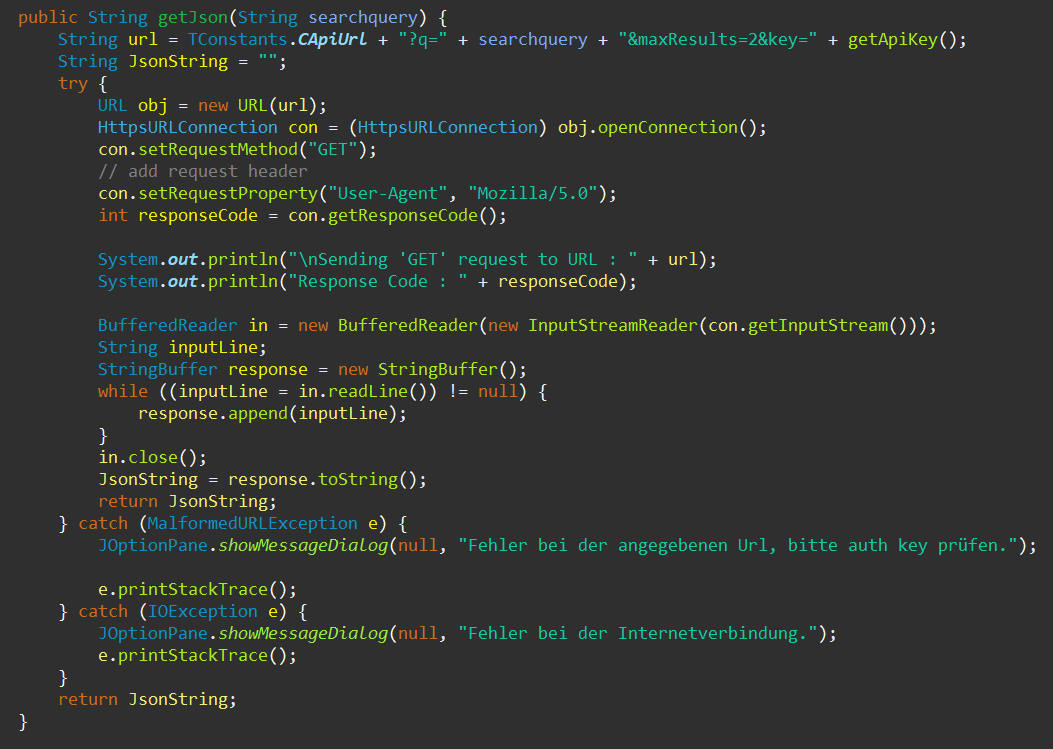 public String getJson(String searchquery) {
    String url = TConstants.CApiUrl + "?q=" + searchquery + "&maxResults=2&key=" + getApiKey();
    String JsonString = "";
    try {
        URL obj = new URL(url);
        HttpsURLConnection con = (HttpsURLConnection) obj.openConnection();
        con.setRequestMethod("GET");
        // add request header
        con.setRequestProperty("User-Agent", "Mozilla/5.0");
        int responseCode = con.getResponseCode();

        System.out.println("\nSending 'GET' request to URL : " + url);
        System.out.println("Response Code : " + responseCode);

        BufferedReader in = new BufferedReader(new InputStreamReader(con.getInputStream()));
        String inputLine;
        StringBuffer response = new StringBuffer();
        while ((inputLine = in.readLine()) != null) {
            response.append(inputLine);
        }
        in.close();
        JsonString = response.toString();
        return JsonString;
    } catch (MalformedURLException e) {
        JOptionPane.showMessageDialog(null, "Fehler bei der angegebenen Url, bitte auth key prüfen.");

        e.printStackTrace();
    } catch (IOException e) {
        JOptionPane.showMessageDialog(null, "Fehler bei der Internetverbindung.");
        e.printStackTrace();
    }
    return JsonString;
}